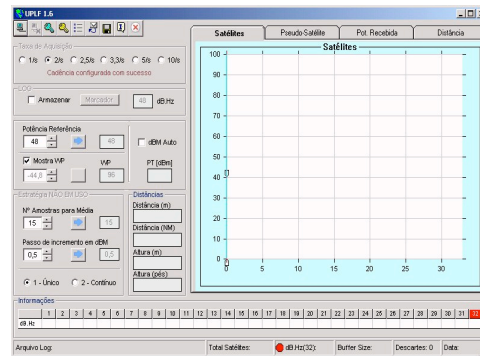 UPLF 1.6
Taxa de Aquisição
1/s 2/s 2,5/s 3,3/s 5/s 10/s
Cadência configurada com sucesso
LOG
Armazenar Marcador 48 dB.Hz
Potência Referência
48 48 dBM Auto
Mostra VVP VVP PT [dBm]
-44,8 96
Estratégia NÃO EM USO
Nº Amostras para Média
15 15
Passo de incremento em dBM
0,5 0,5
1 - Único 2 - Contínuo
Distâncias
Distância (m)
Distância (NM)
Altura (m)
Altura (pés)
Satélites Pseudo-Satélite Pot. Recebida Distância
Satélites
100
90
80
70
60
50
40
30
20
10
0
0 5 10 15 20 25 30
Informações
1 2 3 4 5 6 7 8 9 10 11 12 13 14 15 16 17 18 19 20 21 22 23 24 25 26 27 28 29 30 31 32
dB.Hz
Arquivo Log: Total Satélites: dB.Hz(32): Buffer Size: Descartes: 0 Data: